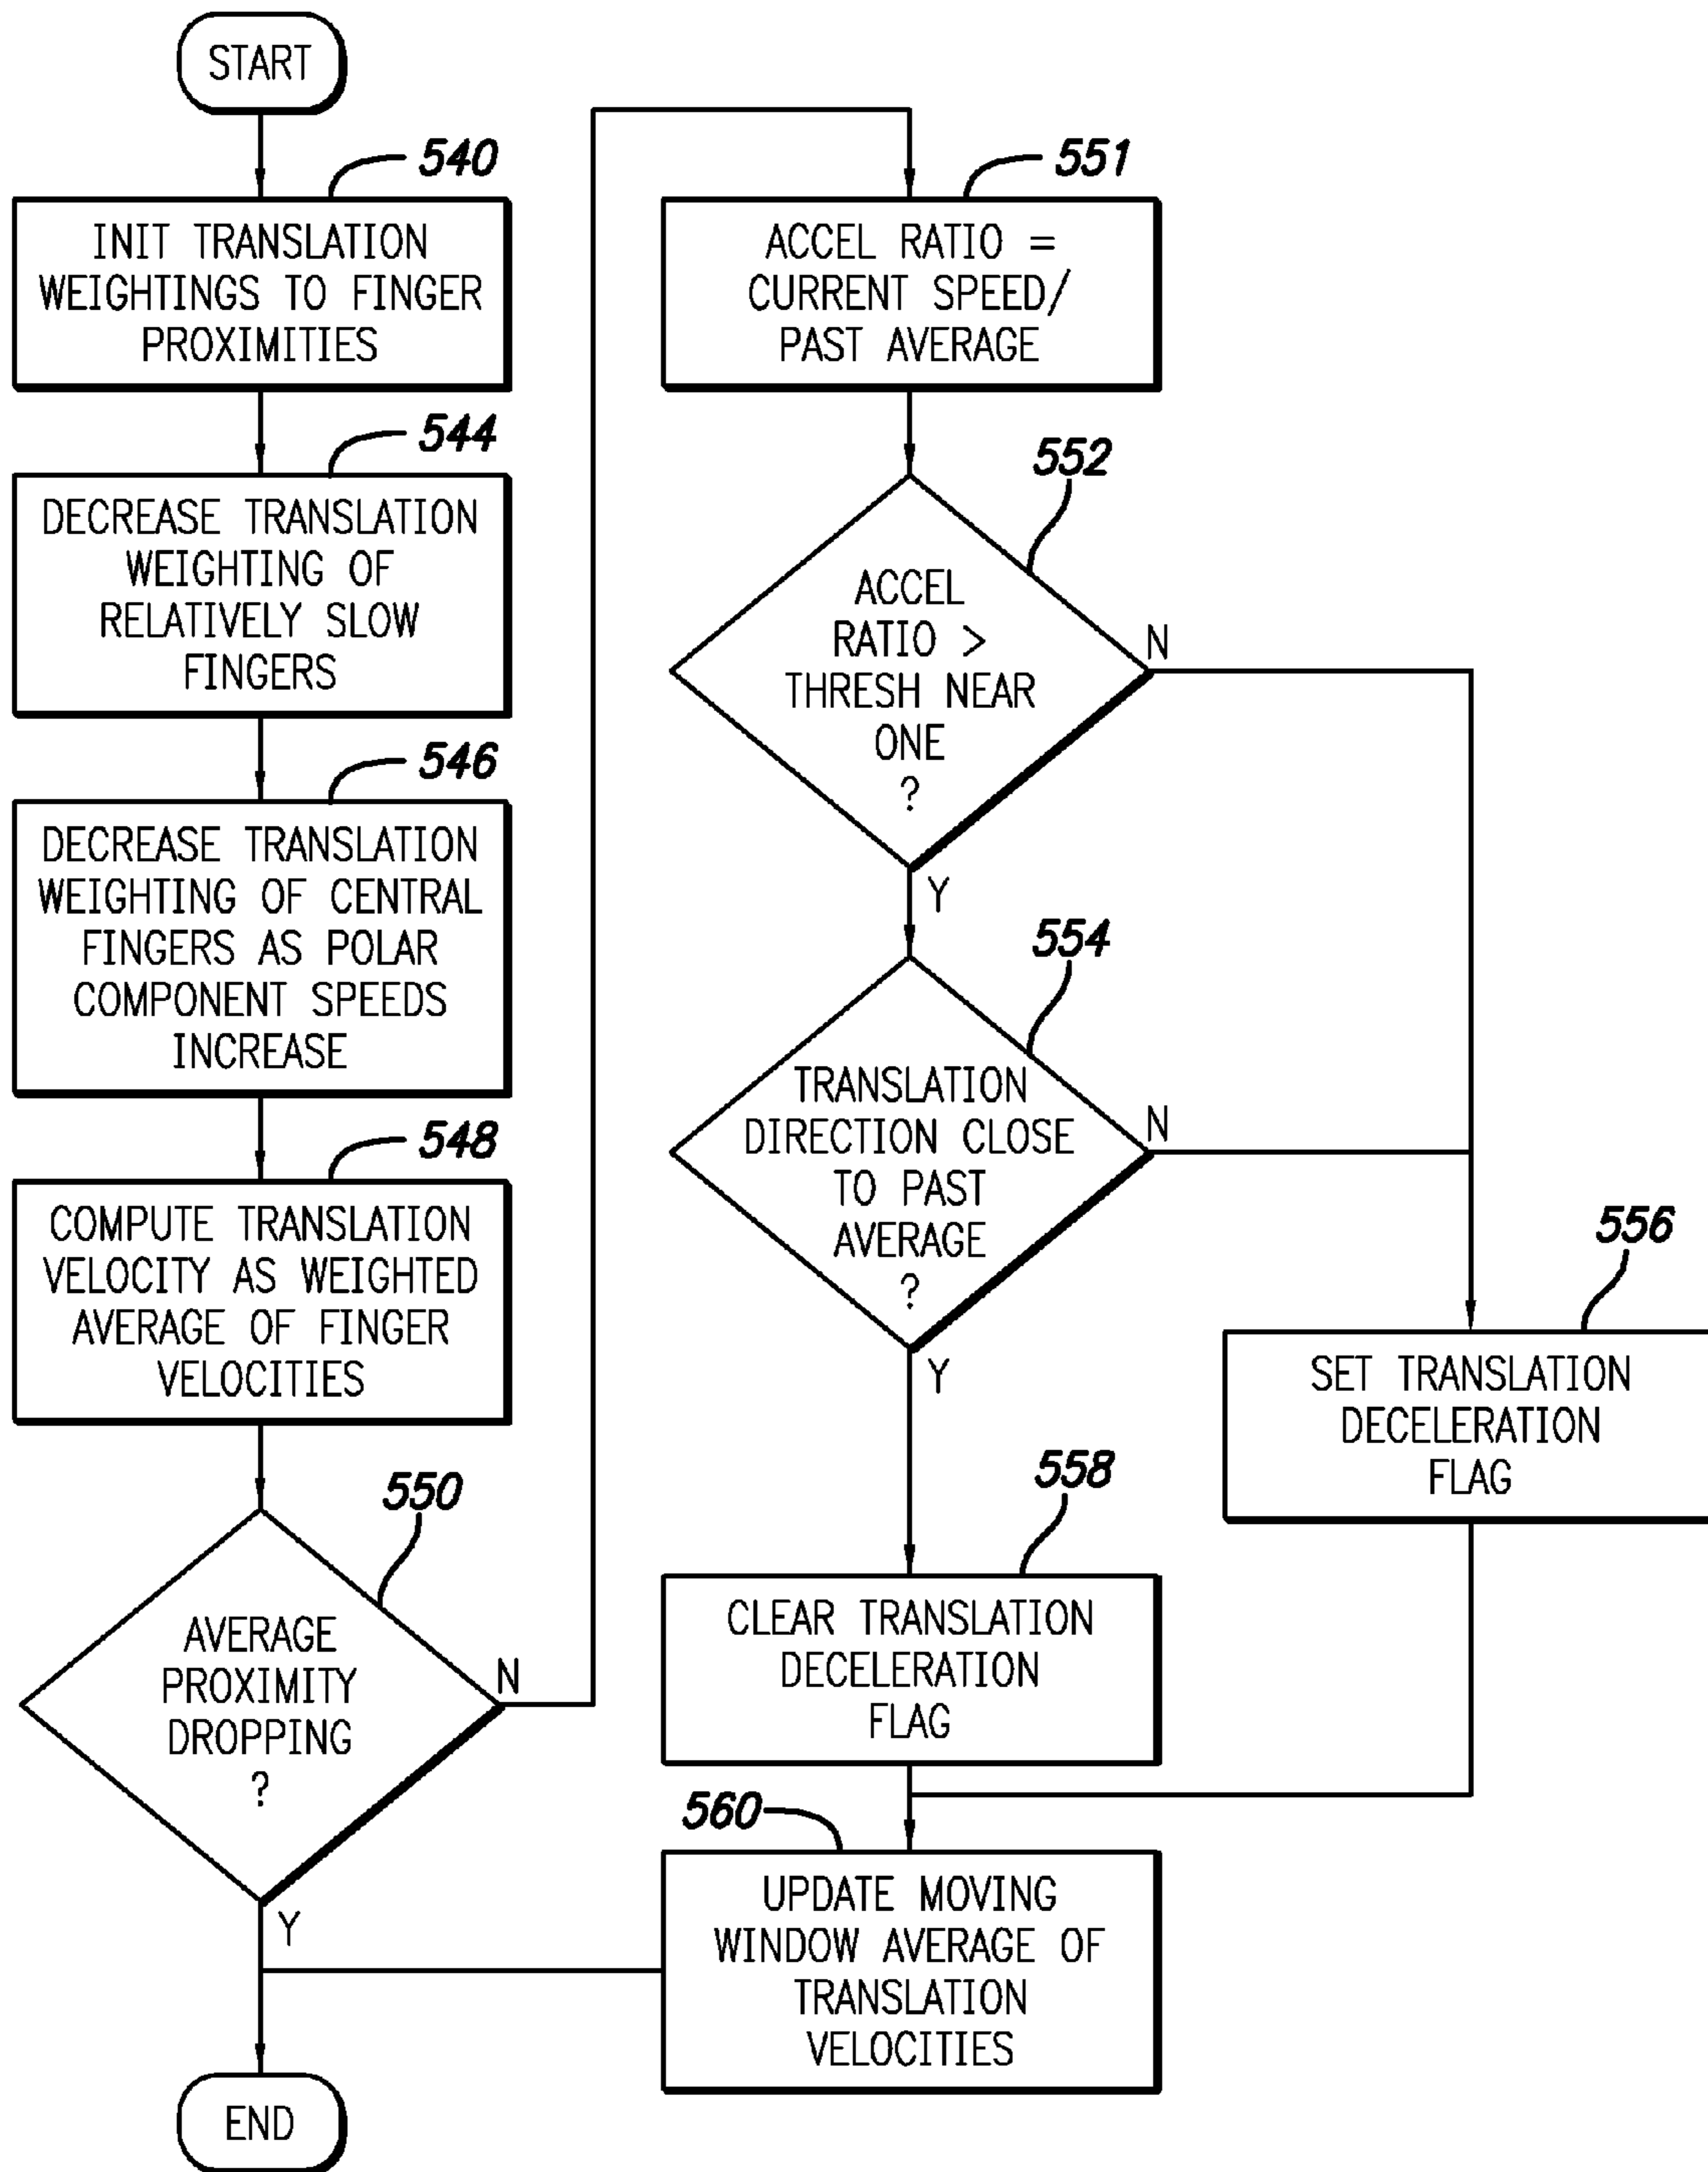 START
540
INIT TRANSLATION
WEIGHTINGS TO FINGER
PROXIMITIES
544
DECREASE TRANSLATION
WEIGHTING OF
RELATIVELY SLOW
FINGERS
546
DECREASE TRANSLATION
WEIGHTING OF CENTRAL
FINGERS AS POLAR
COMPONENT SPEEDS
INCREASE
548
COMPUTE TRANSLATION
VELOCITY AS WEIGHTED
AVERAGE OF FINGER
VELOCITIES
550
AVERAGE
PROXIMITY
DROPPING
?
N
Y
END
551
ACCEL RATIO =
CURRENT SPEED/
PAST AVERAGE
552
ACCEL
RATIO >
THRESH NEAR
ONE
?
N
Y
554
TRANSLATION
DIRECTION CLOSE
TO PAST
AVERAGE
?
N
Y
556
SET TRANSLATION
DECELERATION
FLAG
558
CLEAR TRANSLATION
DECELERATION
FLAG
560
UPDATE MOVING
WINDOW AVERAGE OF
TRANSLATION
VELOCITIES